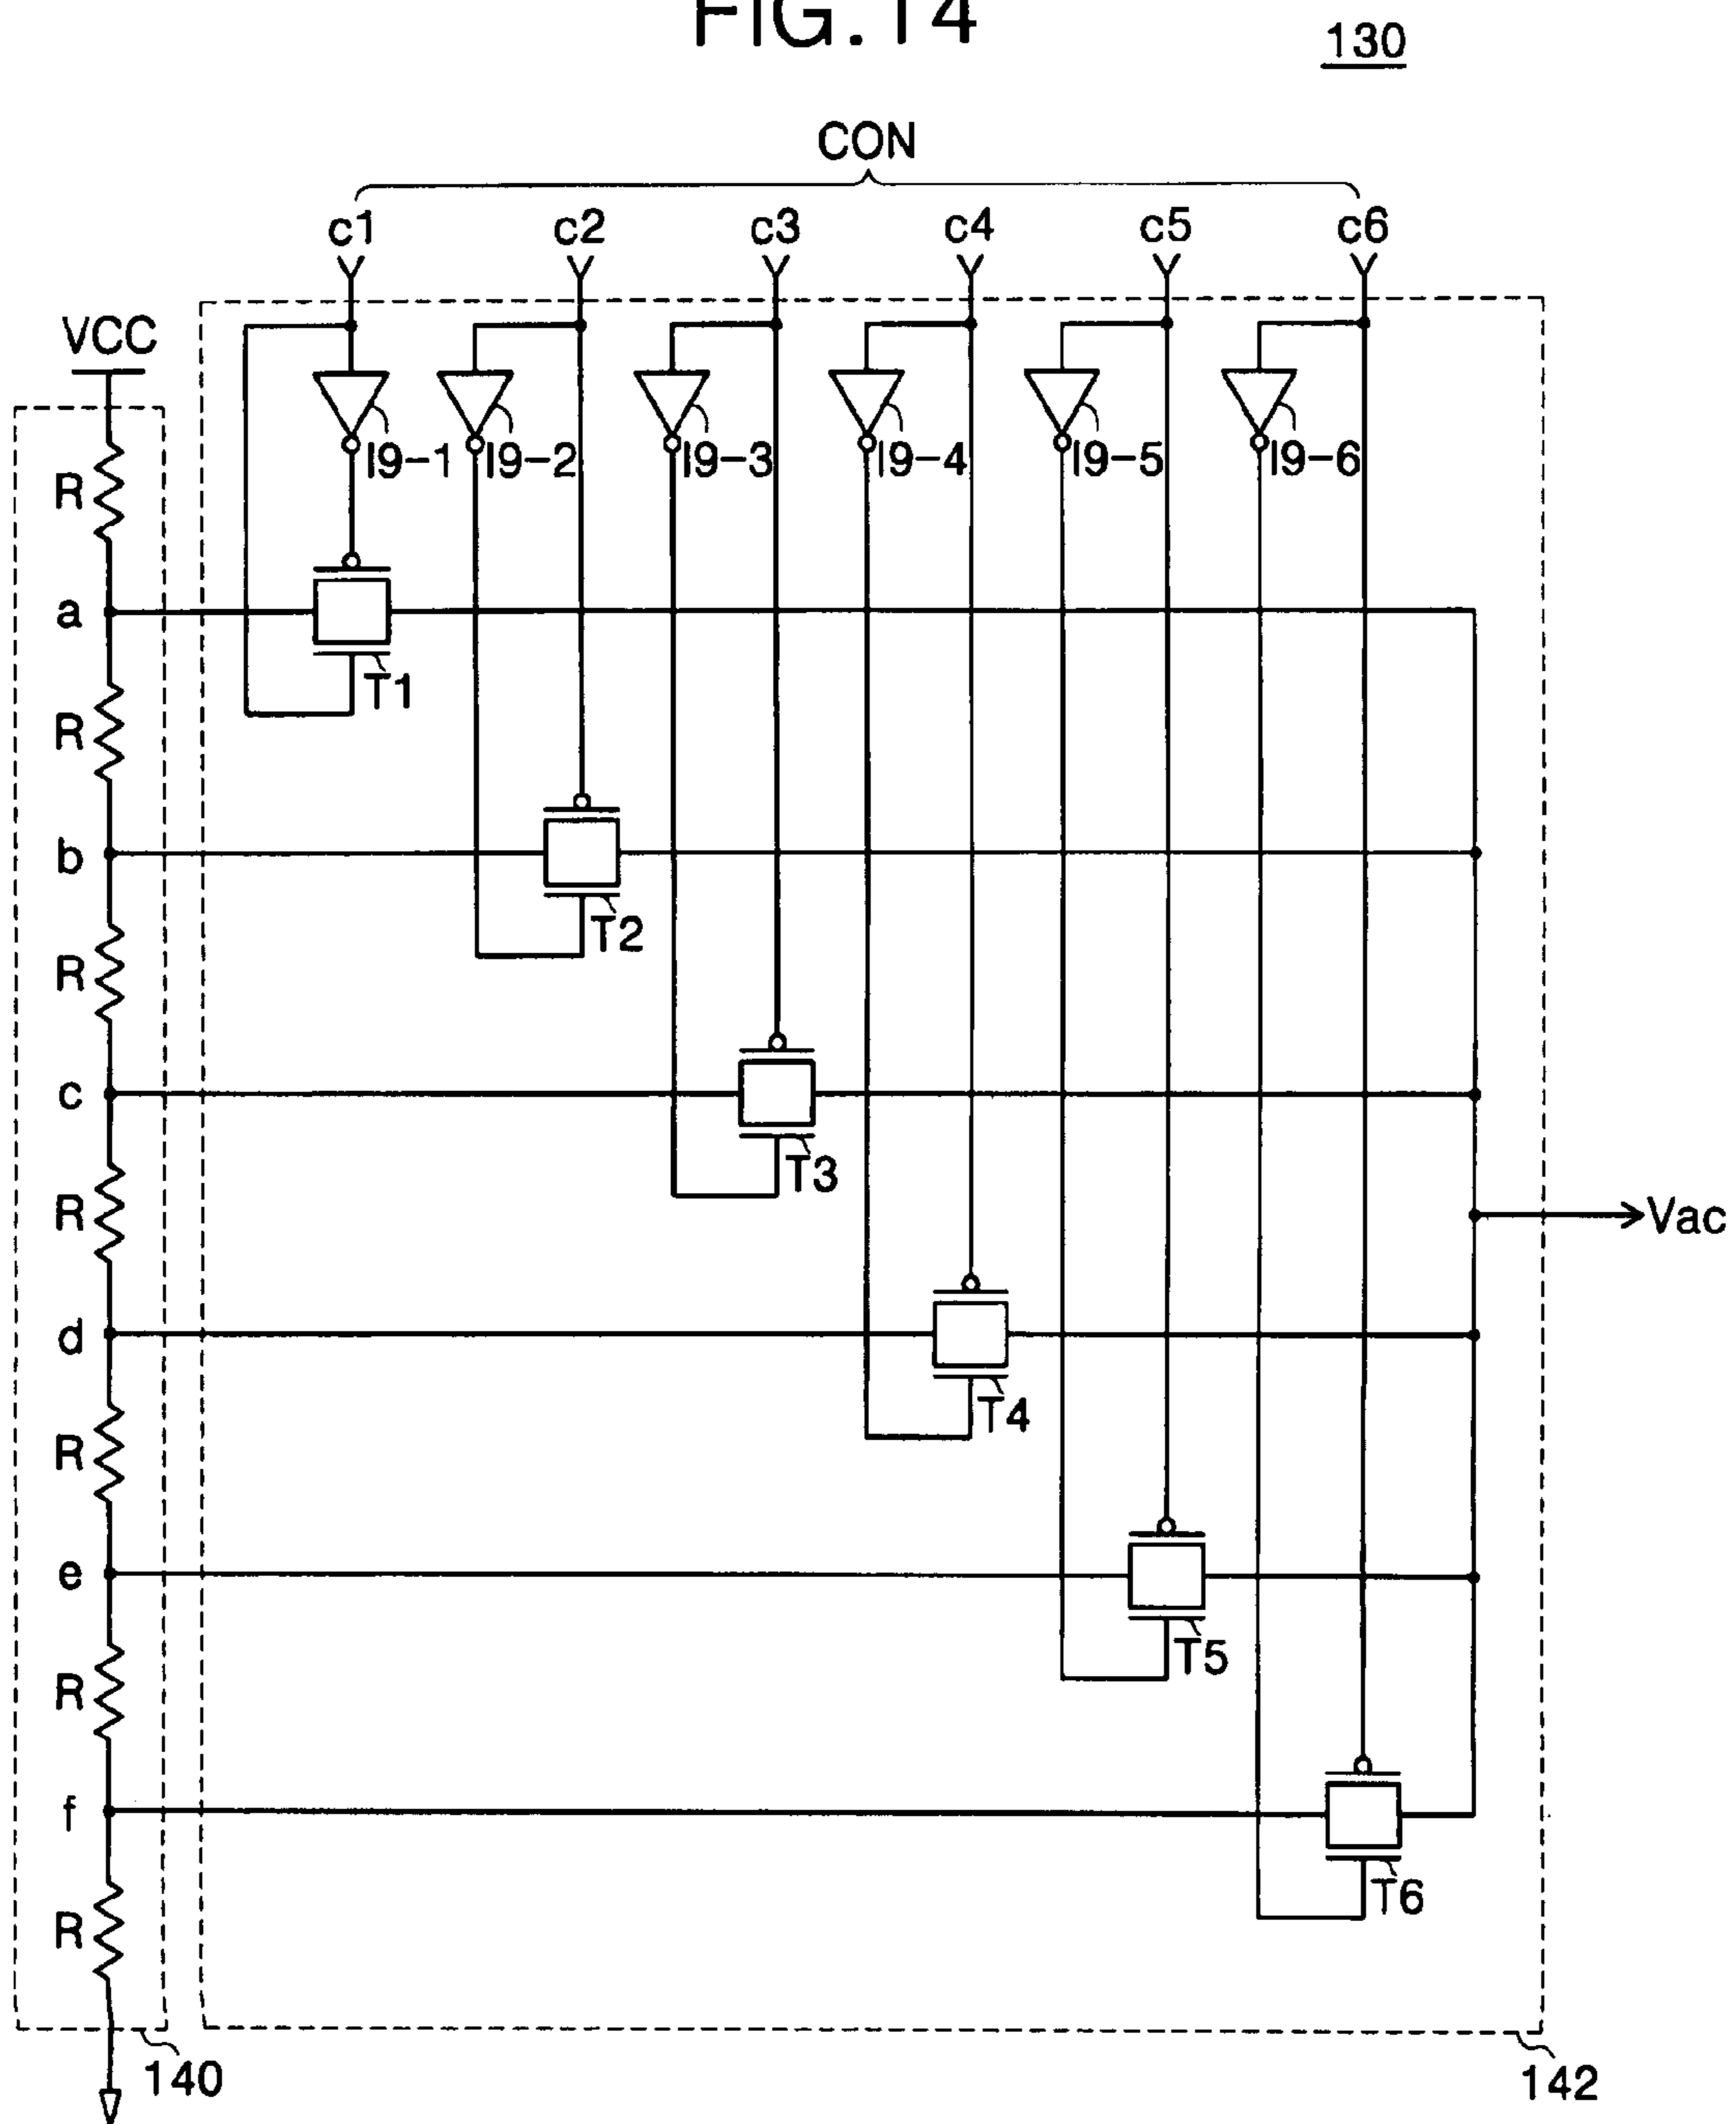 FIG.14
130
CON
c1 c2 c3 c4 c5 c6
VCC
I9-1 I9-2 I9-3 I9-4 I9-5 I9-6
R
a
T1
R
b
T2
R
c
T3
R
Vac
d
T4
R
e
T5
R
f
T6
R
140
142